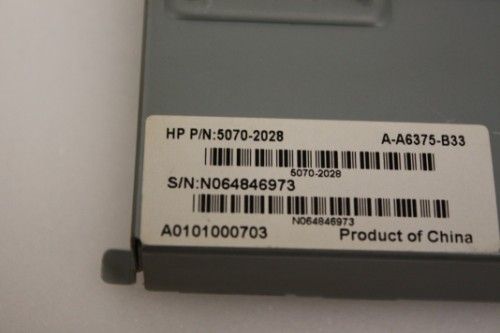 HP P/N:5070-2028 A-A6375-B33
5070-2028
S/N:N064846973
N064846973
A0101000703 Product of China